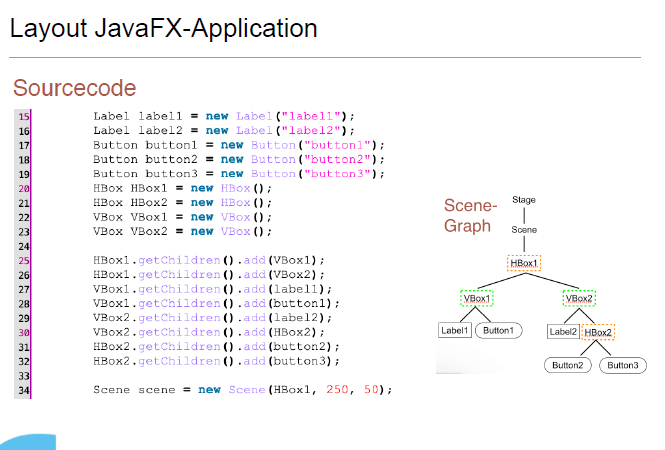 Layout JavaFX-Application
Sourcecode
15 Label label1 = new Label("label1");
16 Label label2 = new Label("label2");
17 Button button1 = new Button("button1");
18 Button button2 = new Button("button2");
19 Button button3 = new Button("button3");
20 HBox HBox1 = new HBox();
21 HBox HBox2 = new HBox();
22 VBox VBox1 = new VBox();
23 VBox VBox2 = new VBox();
24
25 HBox1.getChildren().add(VBox1);
26 HBox1.getChildren().add(VBox2);
27 VBox1.getChildren().add(label1);
28 VBox1.getChildren().add(button1);
29 VBox2.getChildren().add(label2);
30 VBox2.getChildren().add(HBox2);
31 HBox2.getChildren().add(button2);
32 HBox2.getChildren().add(button3);
33
34 Scene scene = new Scene(HBox1, 250, 50);
Scene-
Graph
Stage
Scene
HBox1
VBox1 VBox2
Label1 Button1 Label2 HBox2
Button2 Button3